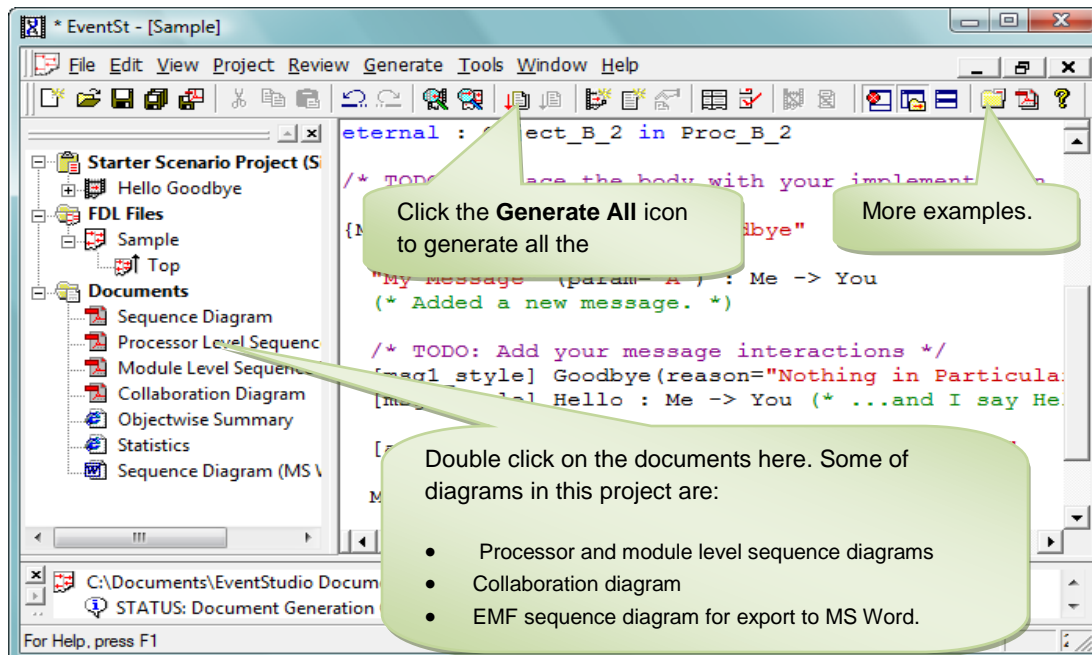 * EventSt - [Sample]
File Edit View Project Review Generate Tools Window Help
Starter Scenario Project (Si
Hello Goodbye
FDL Files
Sample
Top
Documents
Sequence Diagram
Processor Level Sequenc
Module Level Sequence
Collaboration Diagram
Objectwise Summary
Statistics
Sequence Diagram (MS W
eternal : Object_B_2 in Proc_B_2
/* TODO: ace the body with your implement n
{M dbye"
"My Message" (param="A") : Me -> You
(* Added a new message. *)
/* TODO: Add your message interactions */
[msg1_style] Goodbye(reason="Nothing in Particula
[m le] Hello : Me -> You (* ...and I say He
[a
M
Click the Generate All icon
to generate all the
More examples.
Double click on the documents here. Some of
diagrams in this project are:
• Processor and module level sequence diagrams
• Collaboration diagram
• EMF sequence diagram for export to MS Word.
C:\Documents\EventStudio Docum
STATUS: Document Generation
For Help, press F1